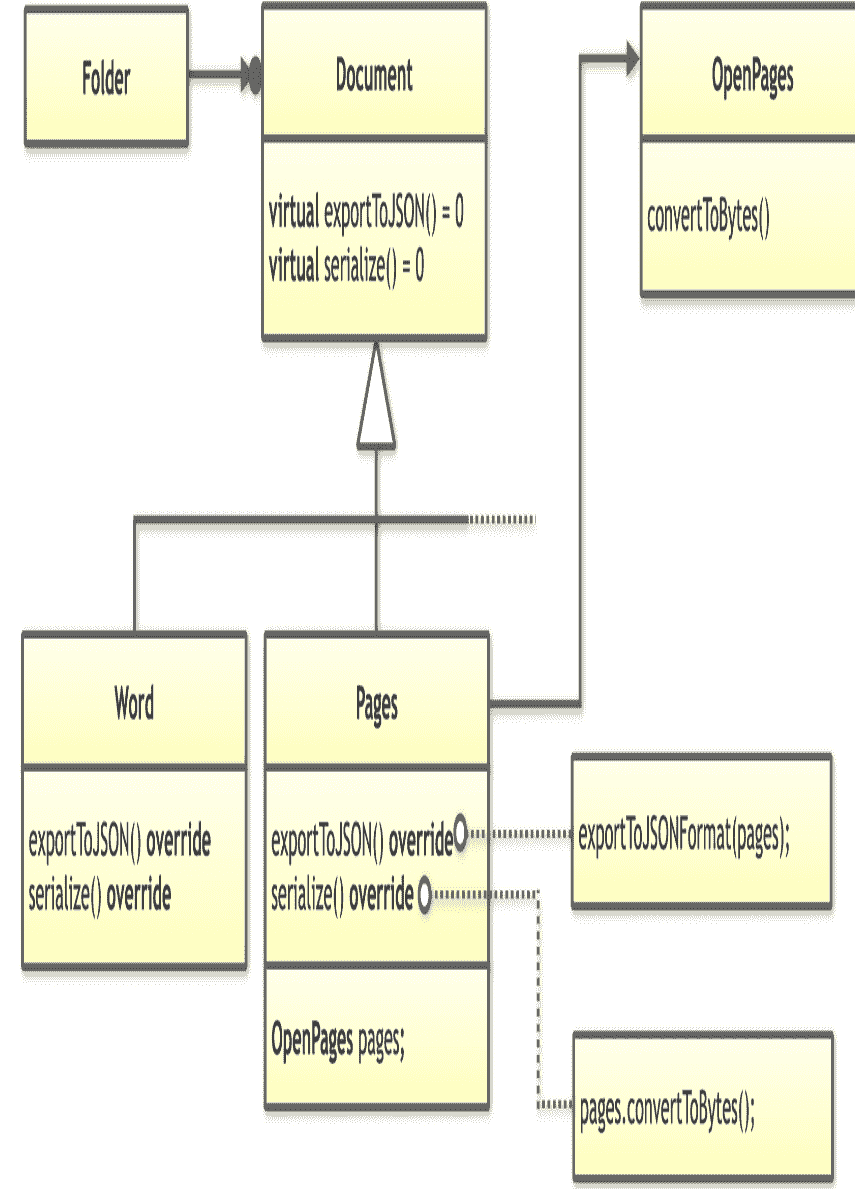 Folder
Document
virtual exportToJSON() = 0
virtual serialize() = 0
OpenPages
convertToBytes()
Word
exportToJSON() override
serialize() override
Pages
exportToJSON() override
serialize() override
OpenPages pages;
exportToJSONFormat(pages);
pages.convertToBytes();